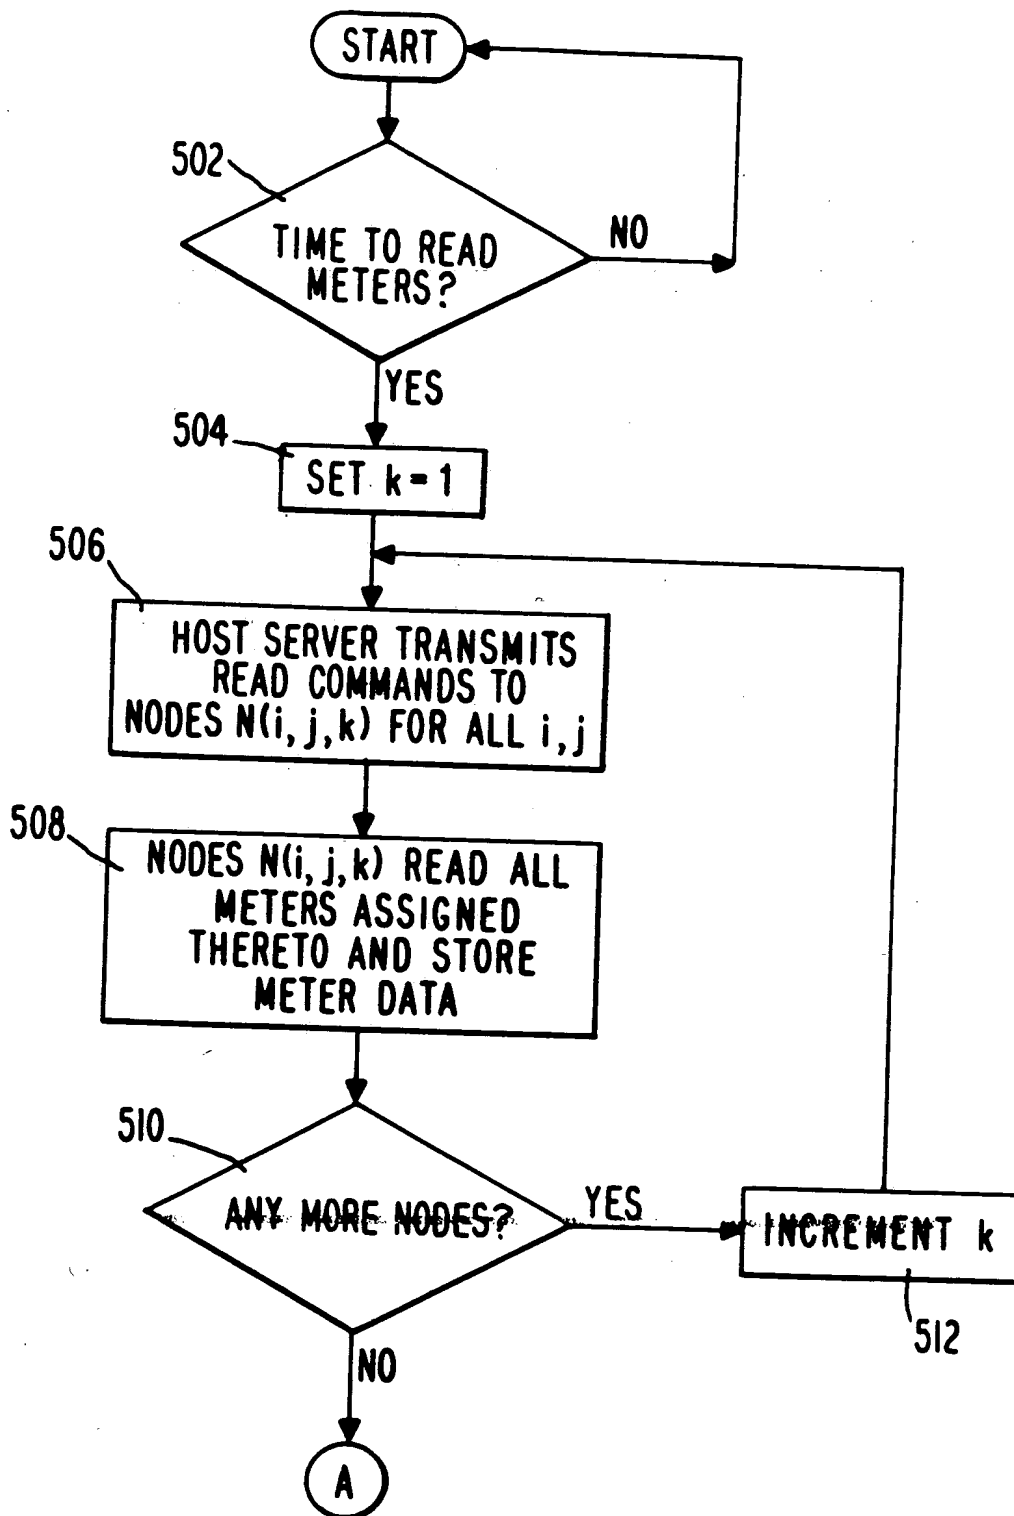 START
502
TIME TO READ
METERS?
NO
YES
504
SET k = 1
506
HOST SERVER TRANSMITS
READ COMMANDS TO
NODES N(i, j, k) FOR ALL i, j
508
NODES N(i, j, k) READ ALL
METERS ASSIGNED
THERETO AND STORE
METER DATA
510
ANY MORE NODES?
YES
INCREMENT k
512
NO
A